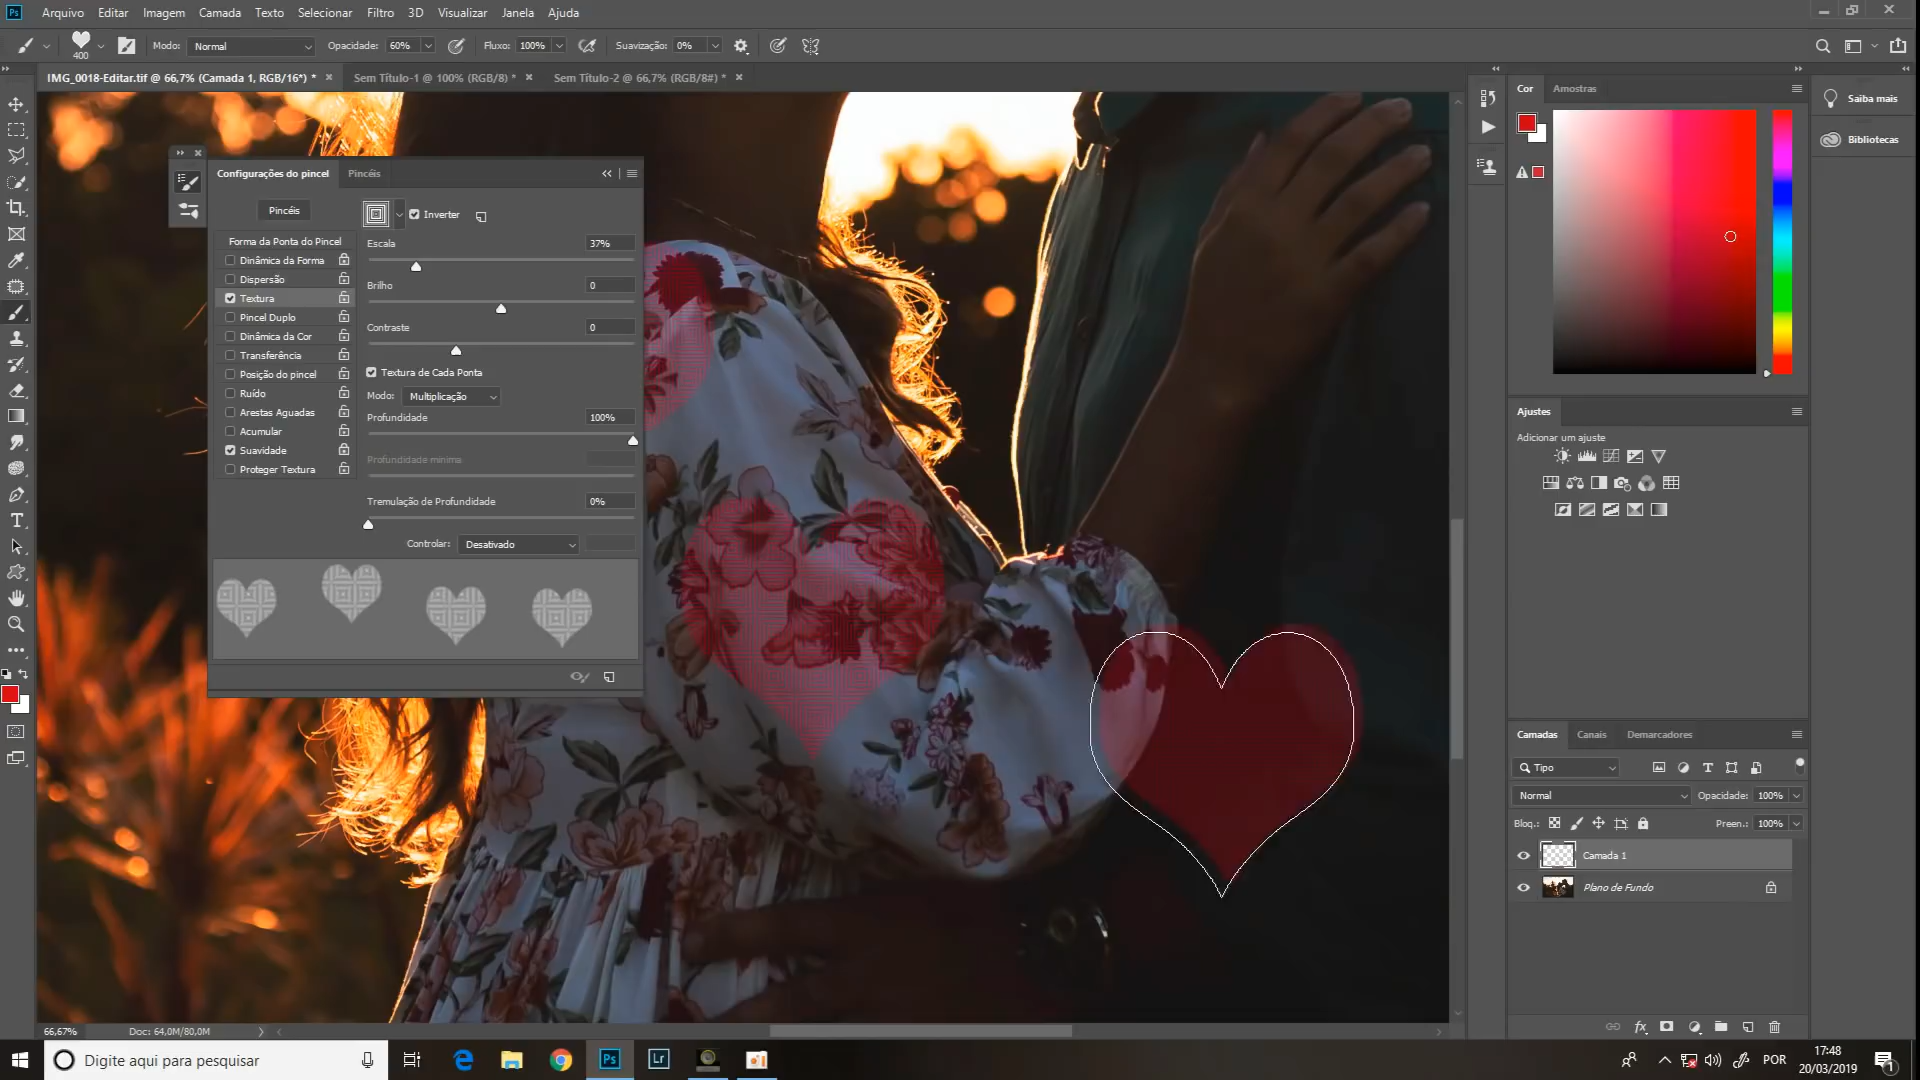 Ps Arquivo Editar Imagem Camada Texto Selecionar Filtro 3D Visualizar Janela Ajuda
400 Modo: Normal Opacidade: 60% Fluxo: 100% Suavização: 0%
IMG_0018-Editar.tif @ 66,7% (Camada 1, RGB/16*) * Sem Título-1 @ 100% (RGB/8) * Sem Título-2 @ 66,7% (RGB/8#) *
Configurações do pincel Pincéis
Pincéis
Inverter
Forma da Ponta do Pincel
Dinâmica da Forma
Dispersão
Textura
Pincel Duplo
Dinâmica da Cor
Transferência
Posição do pincel
Ruído
Arestas Aguadas
Acumular
Suavidade
Proteger Textura
Escala 37%
Brilho 0
Contraste 0
Textura de Cada Ponta
Modo: Multiplicação
Profundidade 100%
Profundidade mínima
Tremulação de Profundidade 0%
Controlar: Desativado
Cor Amostras
Saiba mais
Bibliotecas
Ajustes
Adicionar um ajuste
Camadas Canais Demarcadores
Tipo
Normal Opacidade: 100%
Bloq.: Preen.: 100%
Camada 1
Plano de Fundo
66,67% Doc: 64,0M/80,0M
Digite aqui para pesquisar
Ps
Lr
POR
17:48
20/03/2019
1